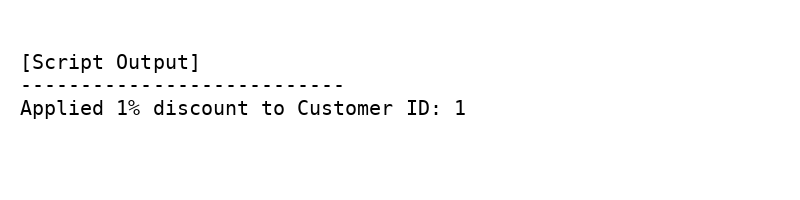 [Script Output]
---------------------------
Applied 1% discount to Customer ID: 1